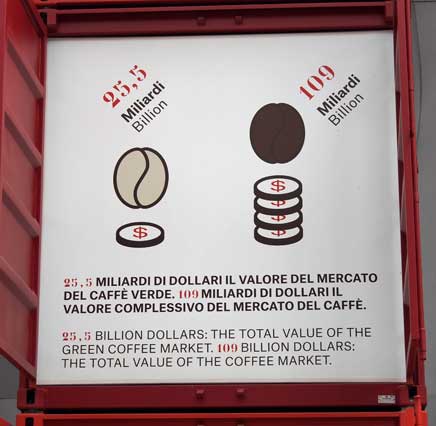 25,5
Miliardi
Billion
109
Miliardi
Billion
$
$
$
$
$
25,5 MILIARDI DI DOLLARI IL VALORE DEL MERCATO
DEL CAFFÈ VERDE. 109 MILIARDI DI DOLLARI IL
VALORE COMPLESSIVO DEL MERCATO DEL CAFFÈ.
25,5 BILLION DOLLARS: THE TOTAL VALUE OF THE
GREEN COFFEE MARKET. 109 BILLION DOLLARS:
THE TOTAL VALUE OF THE COFFEE MARKET.